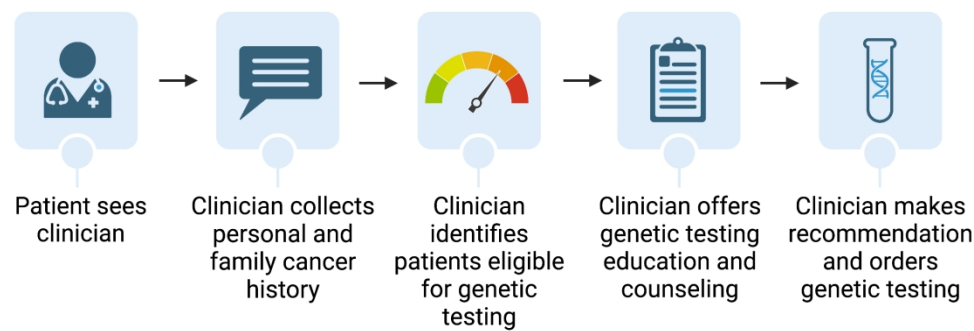 Patient sees
clinician
Clinician collects
personal and
family cancer
history
Clinician
identifies
patients eligible
for genetic
testing
Clinician offers
genetic testing
education and
counseling
Clinician makes
recommendation
and orders
genetic testing